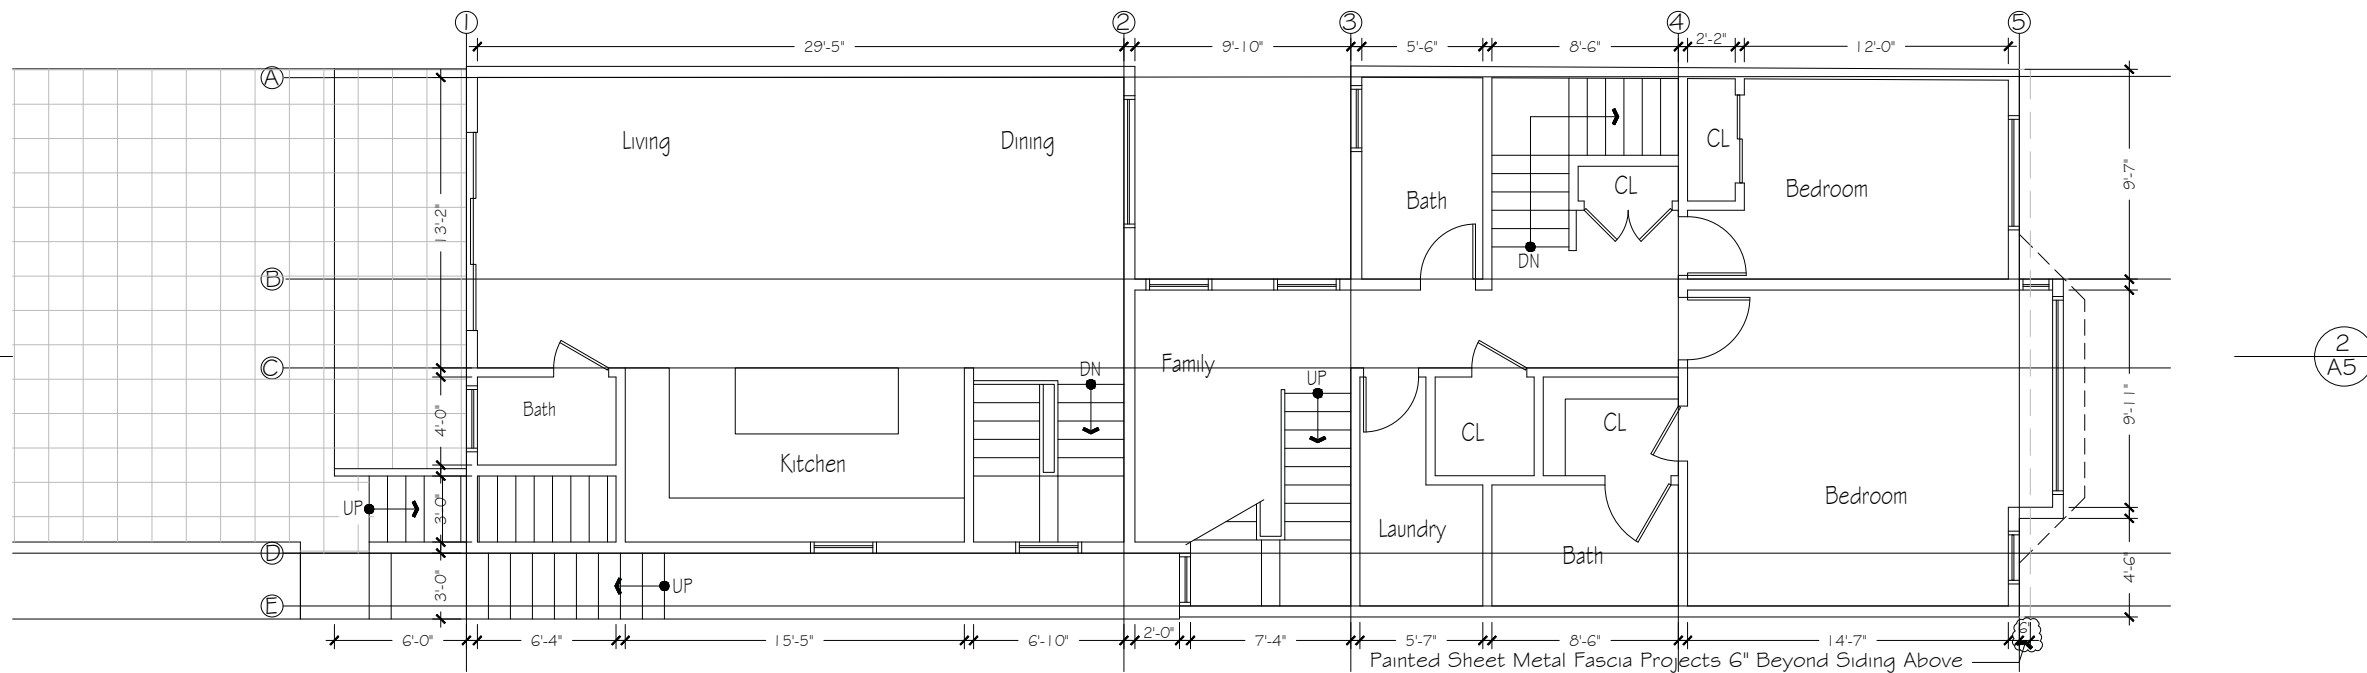 1 2 3 4 5
29'-5" 9'-10" 5'-6" 8'-6" 2'-2" 12'-0"
A
Living Dining CL
13'-2" Bath CL Bedroom 9'-7"
DN
B
C Family DN UP
2
A5
4'-0" Bath Kitchen CL CL 9'-11"
UP 3'-0" Laundry Bath Bedroom
D
3'-0" UP 4'-6"
E
6'-0" 6'-4" 15'-5" 6'-10" 2'-0" 7'-4" 5'-7" 8'-6" 14'-7" 6"
Painted Sheet Metal Fascia Projects 6" Beyond Siding Above